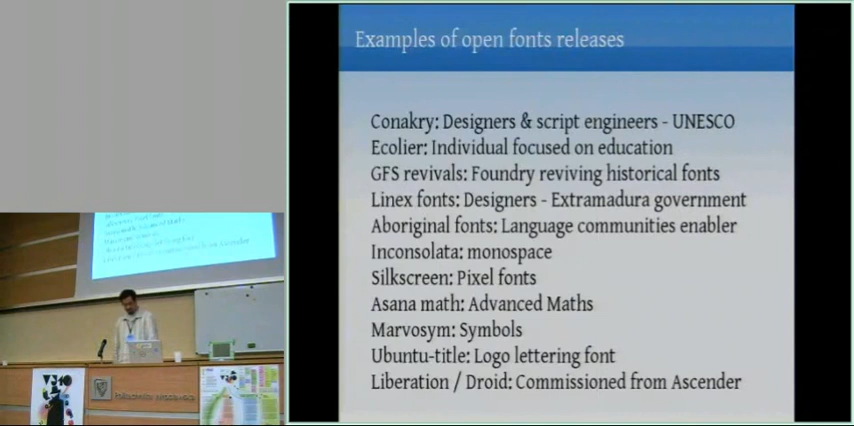 Examples of open fonts releases
Conakry: Designers & script engineers - UNESCO
Ecolier: Individual focused on education
GFS revivals: Foundry reviving historical fonts
Linex fonts: Designers - Extramadura government
Aboriginal fonts: Language communities enabler
Inconsolata: monospace
Silkscreen: Pixel fonts
Asana math: Advanced Maths
Marvosym: Symbols
Ubuntu-title: Logo lettering font
Liberation / Droid: Commissioned from Ascender